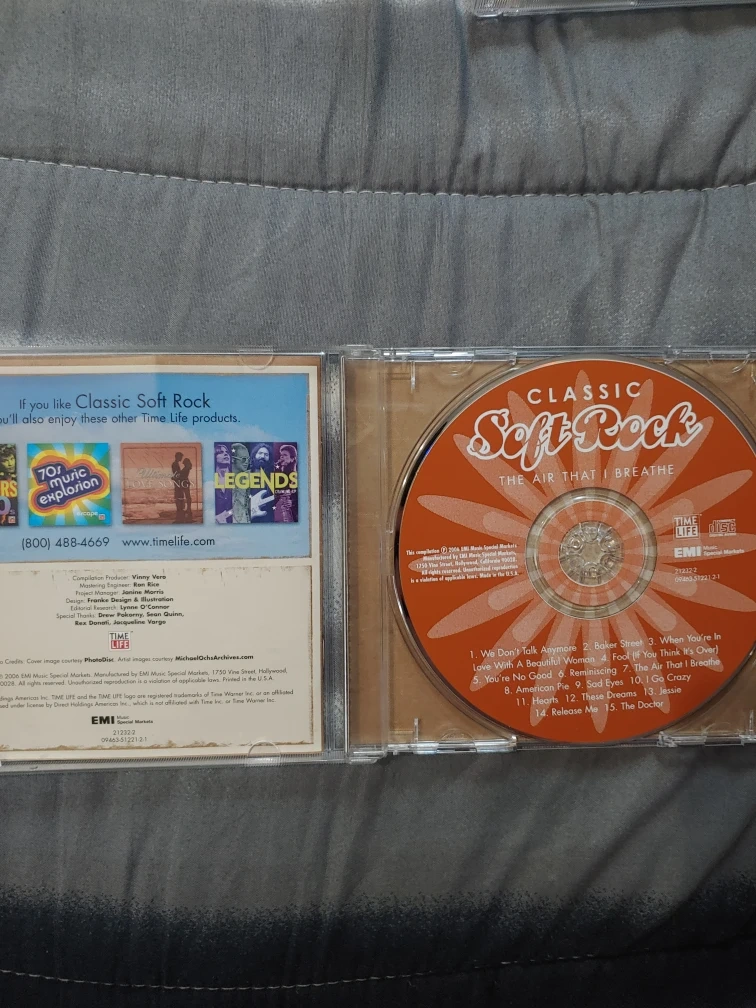 If you like Classic Soft Rock
ou'll also enjoy these other Time Life products.
RS
70s
music
explosion
LOVE SONGS
LEGENDS
(800) 488-4669 www.timelife.com
Compilation Producer: Vinny Vero
Mastering Engineer: Ron Rice
Project Manager: Janine Morris
Design: Franke Design & Illustration
Editorial Research: Lynne O'Connor
Special Thanks: Drew Pokorny, Sean Quinn,
Rex Donati, Jacqueline Varge
TIME
LIFE
o Credits: Cover image courtesy PhotoDisc. Artist images courtesy MichaelOchsArchives.com
2006 EMI Music Special Markets. Manufactured by EMI Music Special Markets, 1750 Vine Street, Hollywood,
0028. All rights reserved. Unauthorized reproduction is a violation of applicable laws. Printed in the U.S.A.
ldings Americas Inc. TIME LIFE and the TIME LIFE logo are registered trademarks of Time Warner Inc. or an affiliated
sed under license by Direct Holdings Americas Inc., which is not affiliated with Time Inc. or Time Warner Inc.
EMI Music Special Markets
21232-2
09463-51221-2-1
CLASSIC
Soft Rock
THE AIR THAT I BREATHE
This compilation ℗ 2006 EMI Music Special Markets
Manufactured by EMI Music Special Markets,
1750 Vine Street, Hollywood, California 90028.
All rights reserved. Unauthorized reproduction
is a violation of applicable laws. Made in the U.S.A.
TIME
LIFE
disc
EMI Music Special Markets
21232-2
09463-51221-2-1
1. We Don't Talk Anymore 2. Baker Street 3. When You're In
Love With A Beautiful Woman 4. Fool (If You Think It's Over)
5. You're No Good 6. Reminiscing 7. The Air That I Breathe
8. American Pie 9. Sad Eyes 10. I Go Crazy
11. Hearts 12. These Dreams 13. Jessie
14. Release Me 15. The Doctor